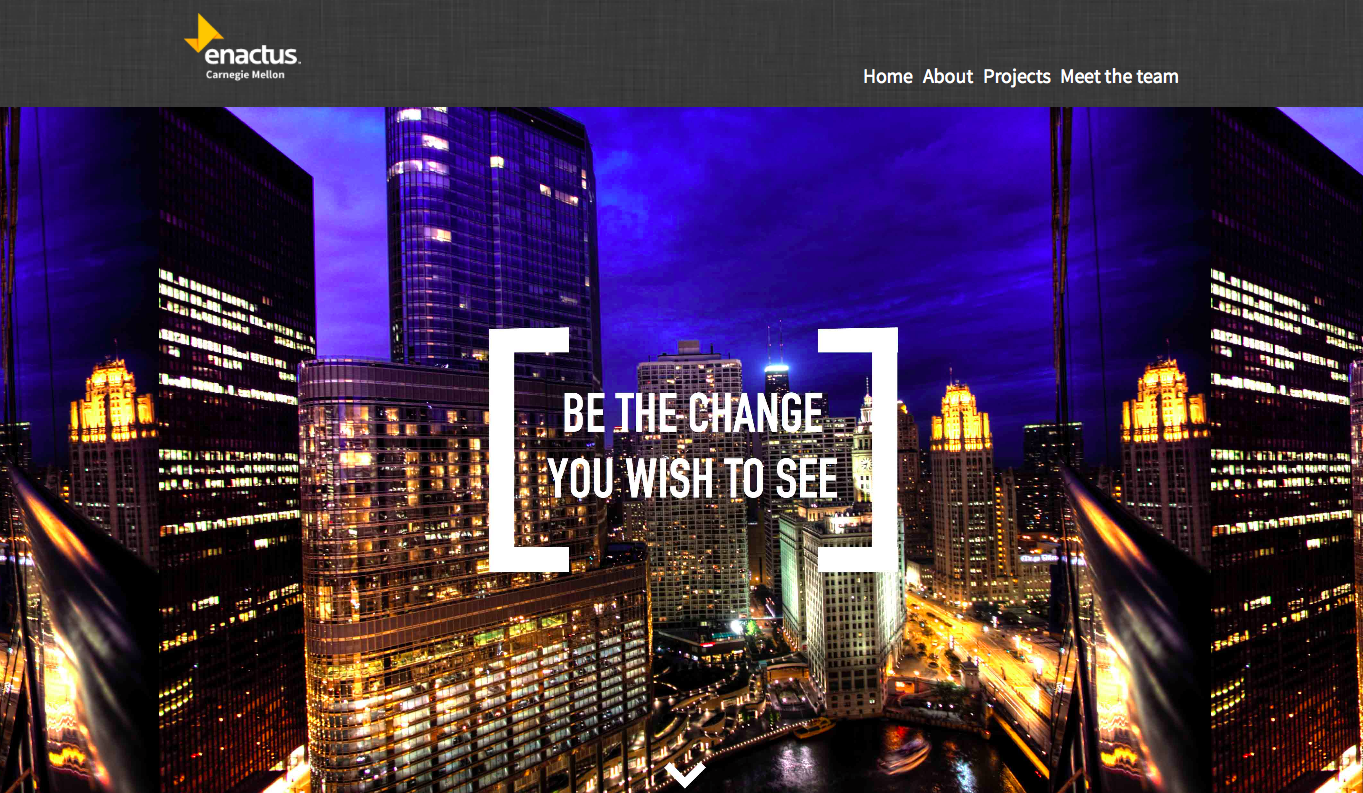 enactus.
Carnegie Mellon
Home About Projects Meet the team
BE THE CHANGE
YOU WISH TO SEE